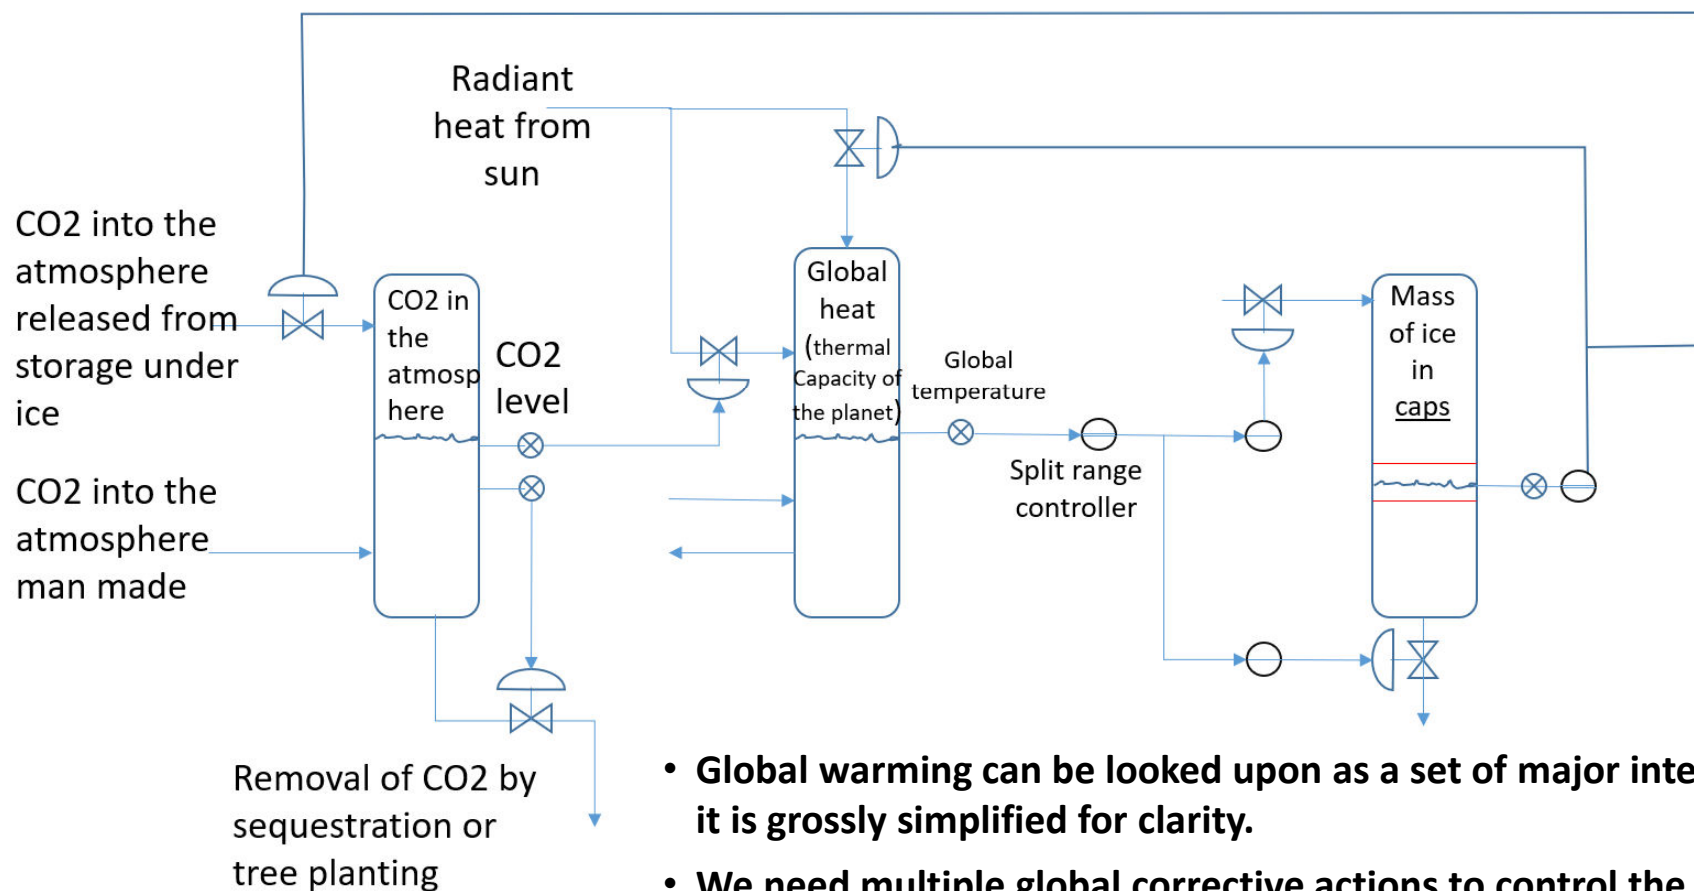 Radiant
heat from
sun
CO2 into the
atmosphere
released from
storage under
ice
CO2 in
the
atmosp
here
CO2
level
Global
heat
(thermal
Capacity of
the planet)
Global
temperature
Split range
controller
Mass
of ice
in
caps
CO2 into the
atmosphere
man made
Removal of CO2 by
sequestration or
tree planting
• Global warming can be looked upon as a set of major inte
it is grossly simplified for clarity.
• We need multiple global corrective actions to control the